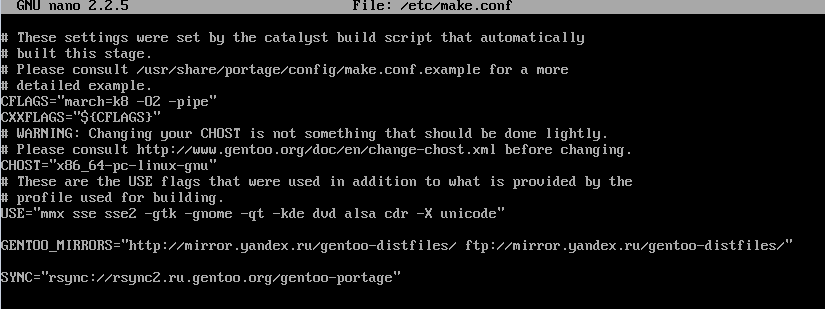 GNU nano 2.2.5 File: /etc/make.conf
# These settings were set by the catalyst build script that automatically
# built this stage.
# Please consult /usr/share/portage/config/make.conf.example for a more
# detailed example.
CFLAGS="march=k8 -O2 -pipe"
CXXFLAGS="${CFLAGS}"
# WARNING: Changing your CHOST is not something that should be done lightly.
# Please consult http://www.gentoo.org/doc/en/change-chost.xml before changing.
CHOST="x86_64-pc-linux-gnu"
# These are the USE flags that were used in addition to what is provided by the
# profile used for building.
USE="mmx sse sse2 -gtk -gnome -qt -kde dvd alsa cdr -X unicode"
GENTOO_MIRRORS="http://mirror.yandex.ru/gentoo-distfiles/ ftp://mirror.yandex.ru/gentoo-distfiles/"
SYNC="rsync://rsync2.ru.gentoo.org/gentoo-portage"